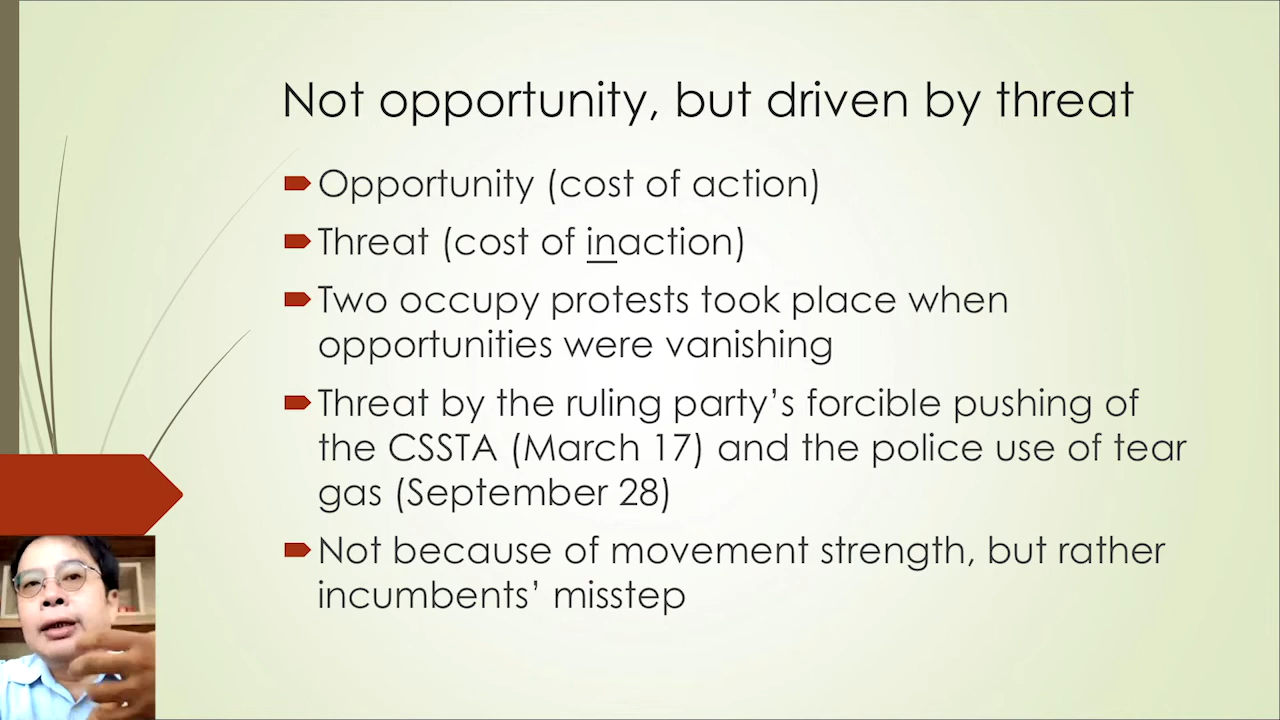 Not opportunity, but driven by threat
Opportunity (cost of action)
Threat (cost of inaction)
Two occupy protests took place when
opportunities were vanishing
Threat by the ruling party’s forcible pushing of
the CSSTA (March 17) and the police use of tear
gas (September 28)
Not because of movement strength, but rather
incumbents’ misstep